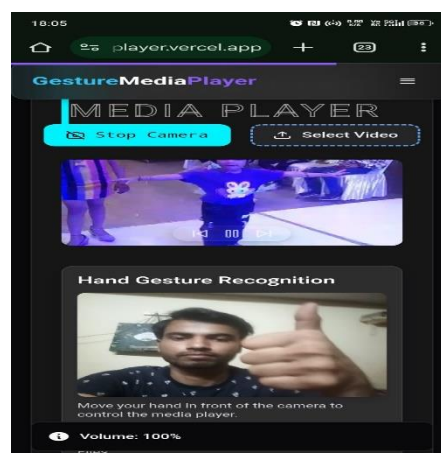 18:05
player.vercel.app
23
GestureMediaPlayer
MEDIA PLAYER
Stop Camera
Select Video
Hand Gesture Recognition
Move your hand in front of the camera to
control the media player.
Volume: 100%